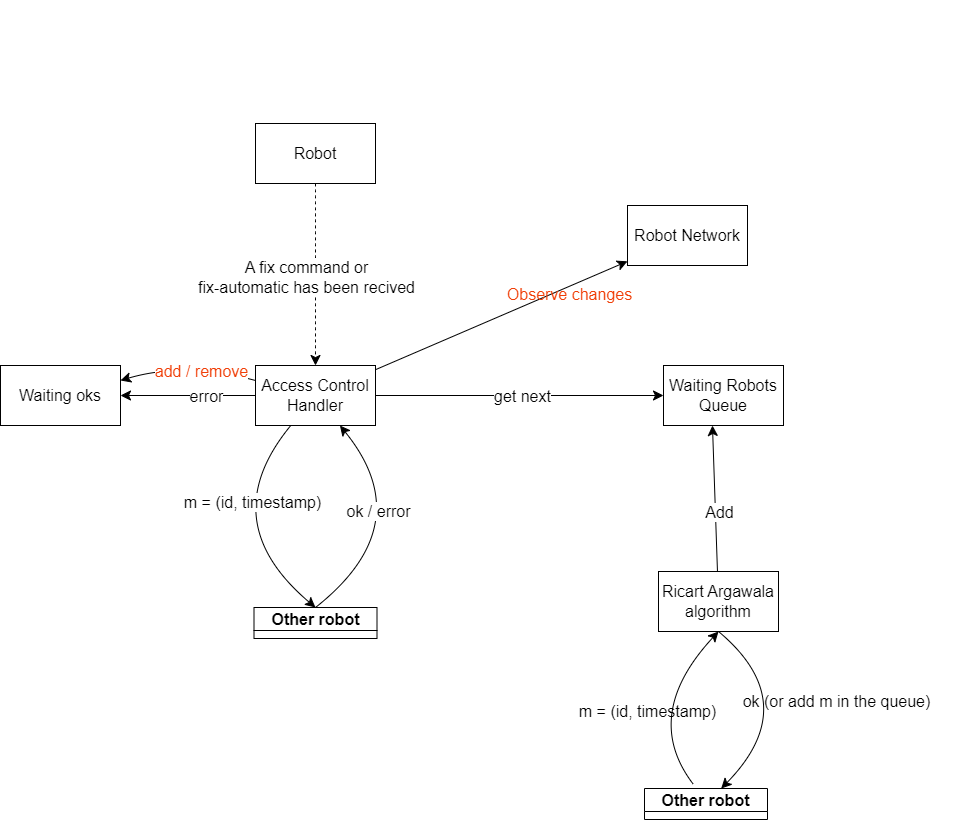 Robot
Robot Network
A fix command or
fix-automatic has been recived
Observe changes
add / remove
Waiting oks
error
Access Control
Handler
get next
Waiting Robots
Queue
m = (id, timestamp)
ok / error
Add
Ricart Argawala
algorithm
Other robot
m = (id, timestamp)
ok (or add m in the queue)
Other robot